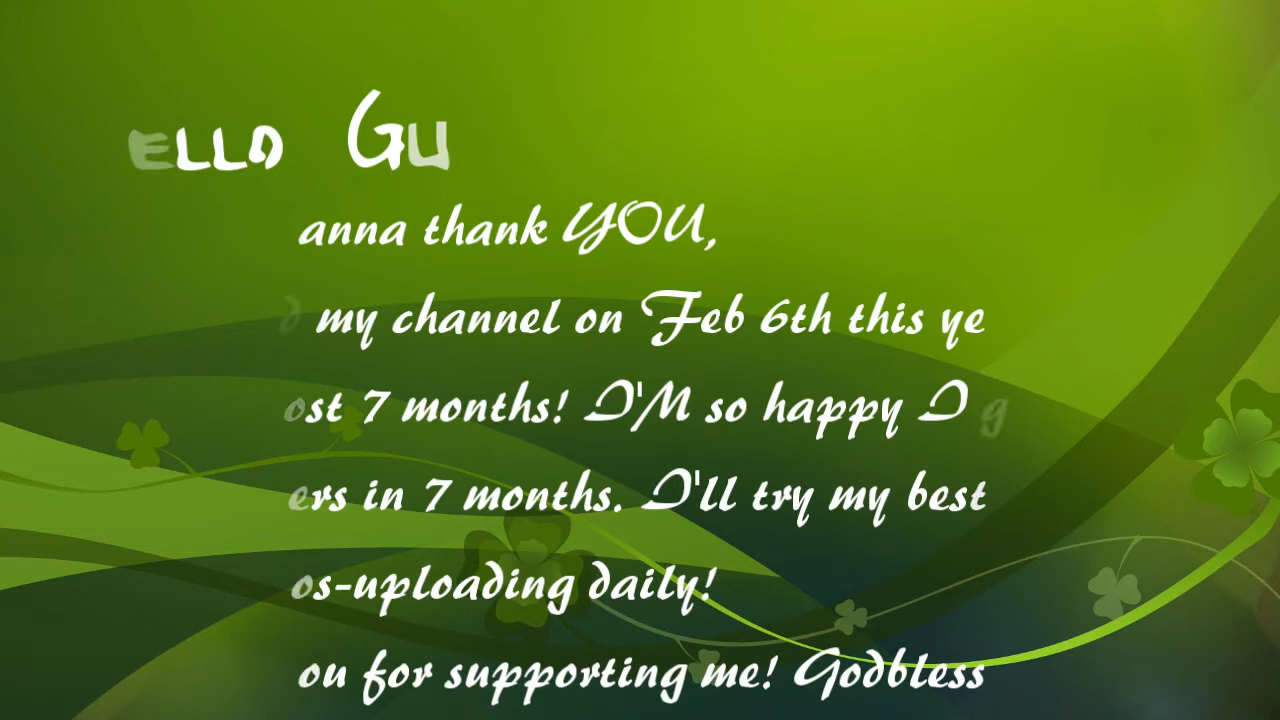 ello Gu
anna thank YOU,
d my channel on Feb 6th this ye
ost 7 months! I'M so happy I g
ers in 7 months. I'll try my best
os-uploading daily!
ou for supporting me! Godbless